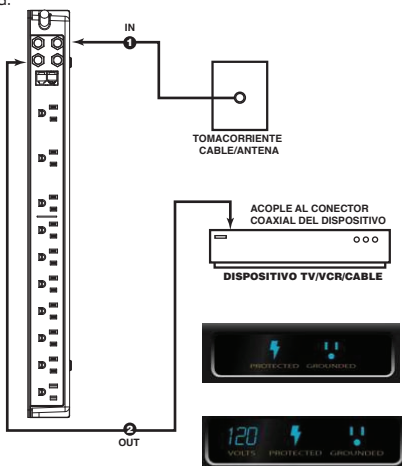 d.
IN
1
TOMACORRIENTE
CABLE/ANTENA
ACOPLE AL CONECTOR
COAXIAL DEL DISPOSITIVO
DISPOSITIVO TV/VCR/CABLE
PROTECTED GROUNDED
2
OUT
120
VOLTS PROTECTED GROUNDED